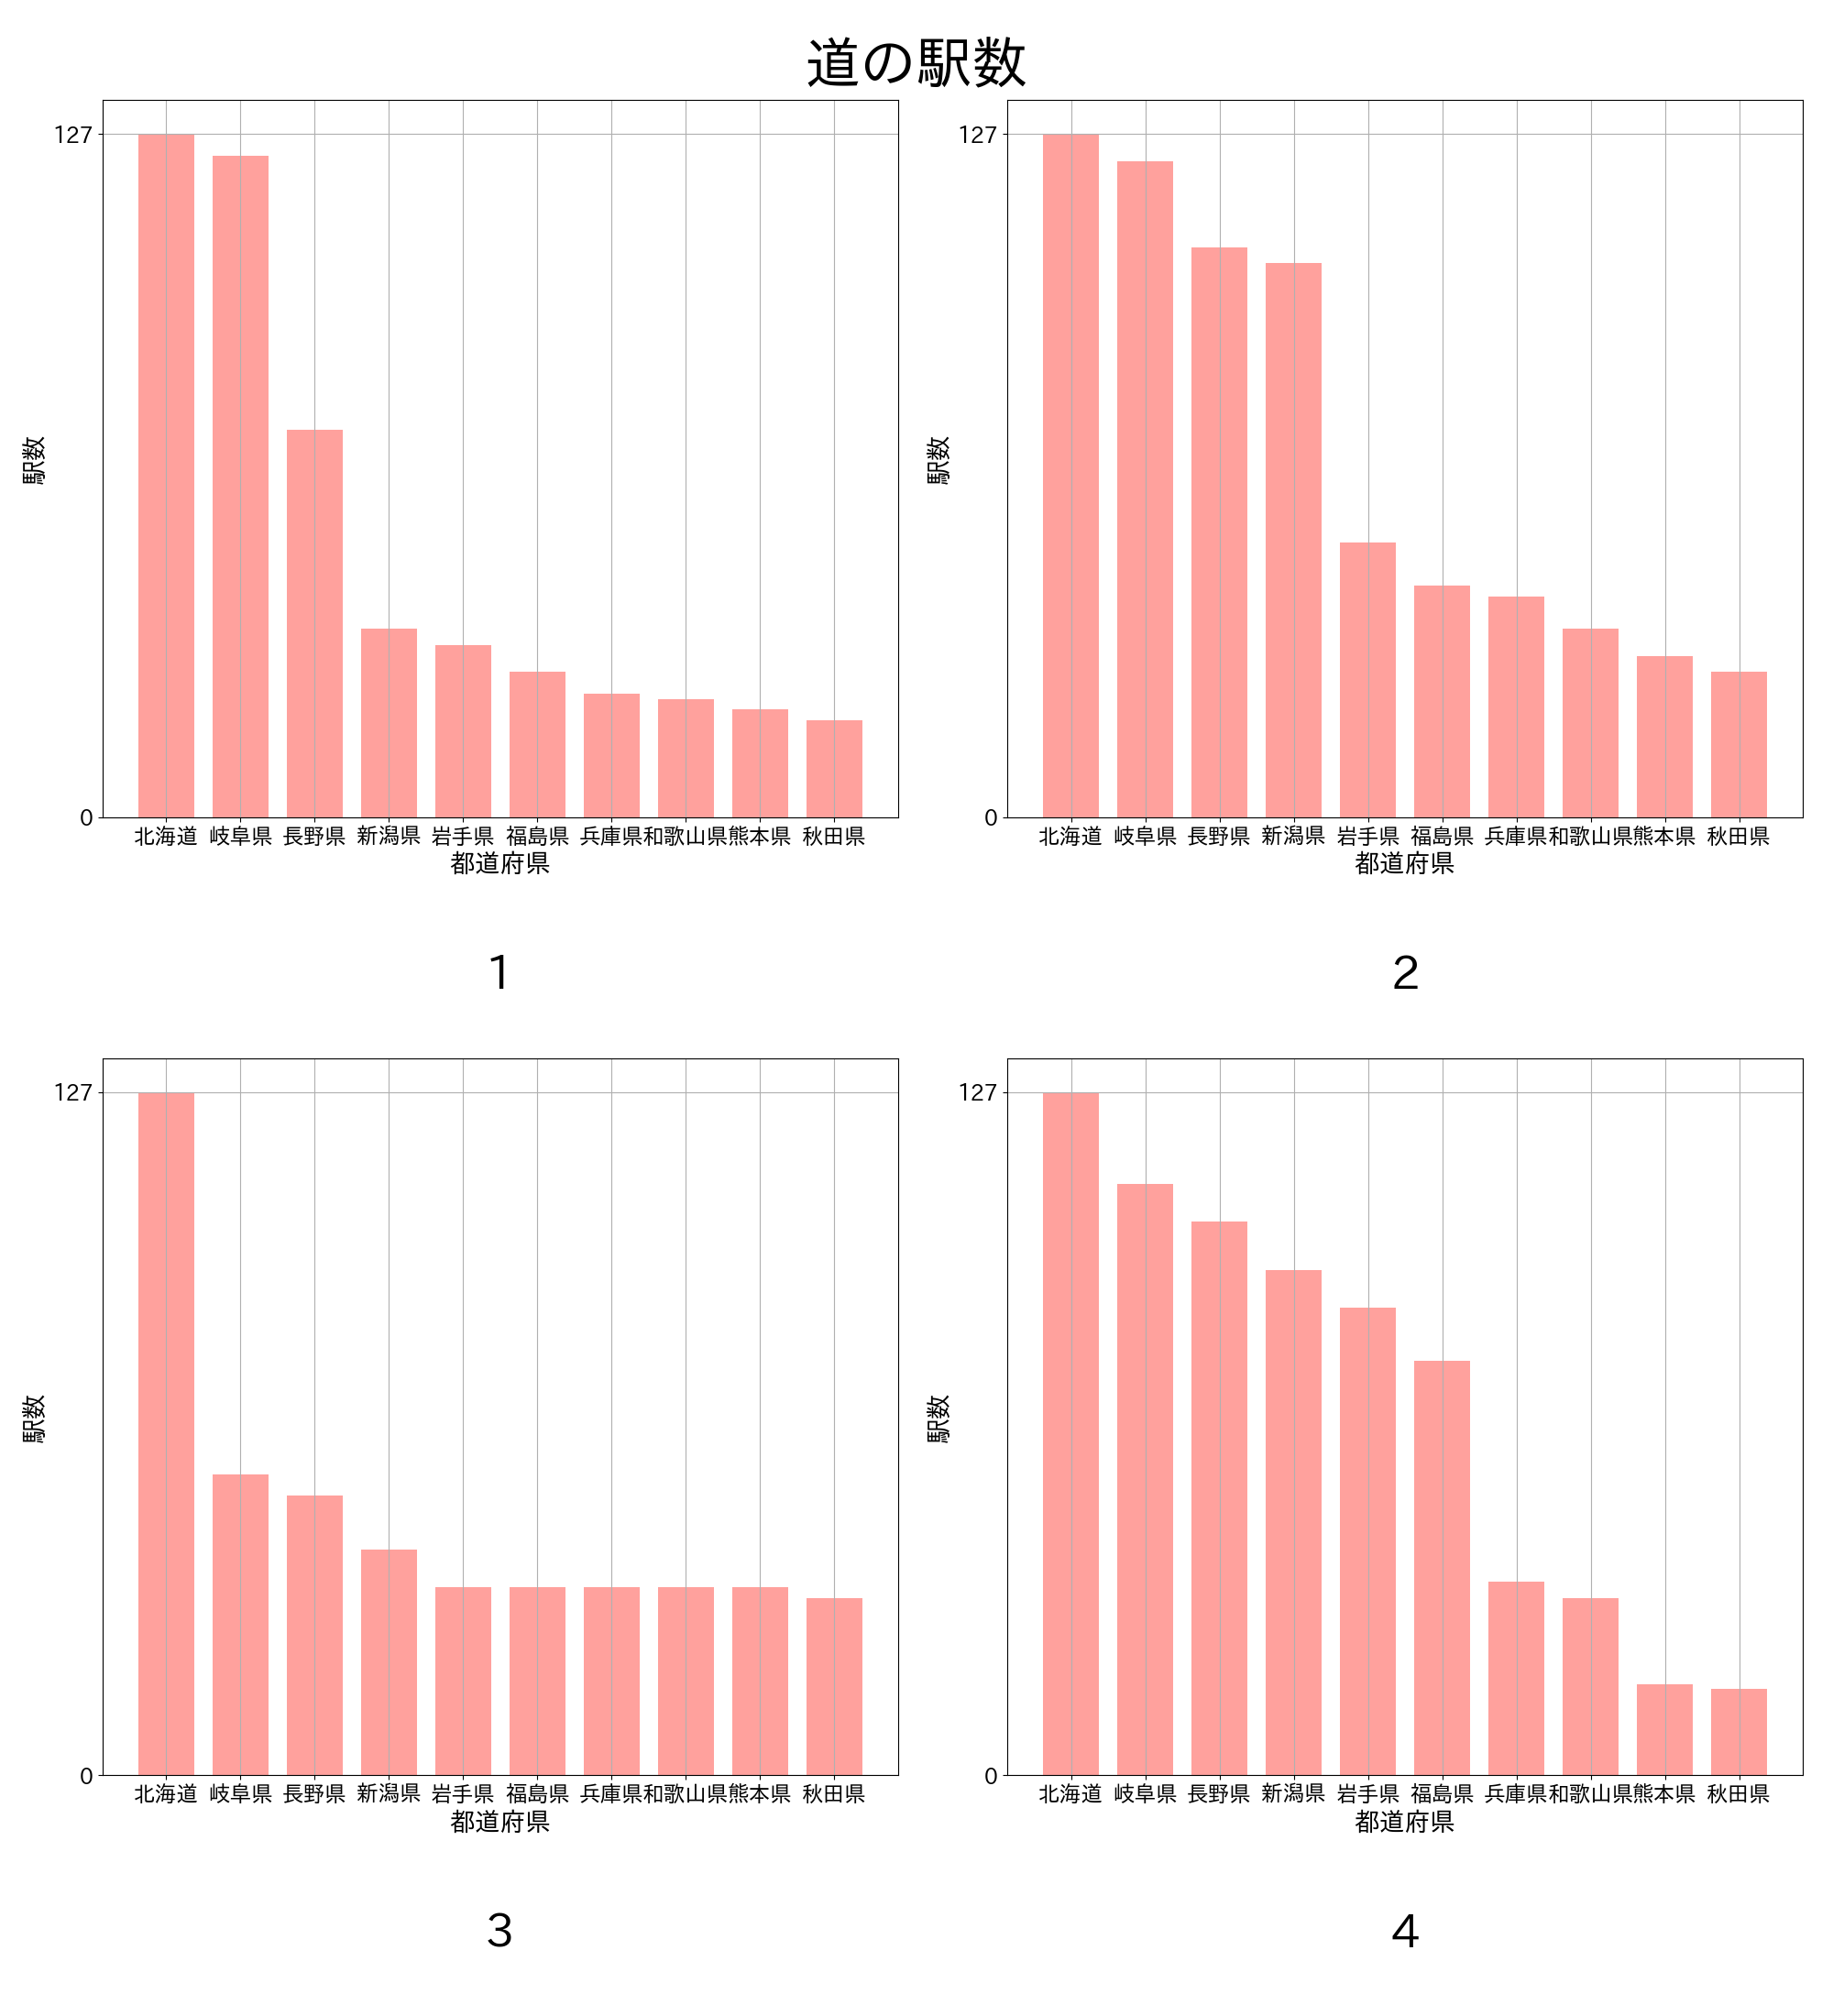 道の駅数
127
0
駅数
北海道 岐阜県 長野県 新潟県 岩手県 福島県 兵庫県 和歌山県 熊本県 秋田県
都道府県
1
127
0
駅数
北海道 岐阜県 長野県 新潟県 岩手県 福島県 兵庫県 和歌山県 熊本県 秋田県
都道府県
2
127
0
駅数
北海道 岐阜県 長野県 新潟県 岩手県 福島県 兵庫県 和歌山県 熊本県 秋田県
都道府県
3
127
0
駅数
北海道 岐阜県 長野県 新潟県 岩手県 福島県 兵庫県 和歌山県 熊本県 秋田県
都道府県
4